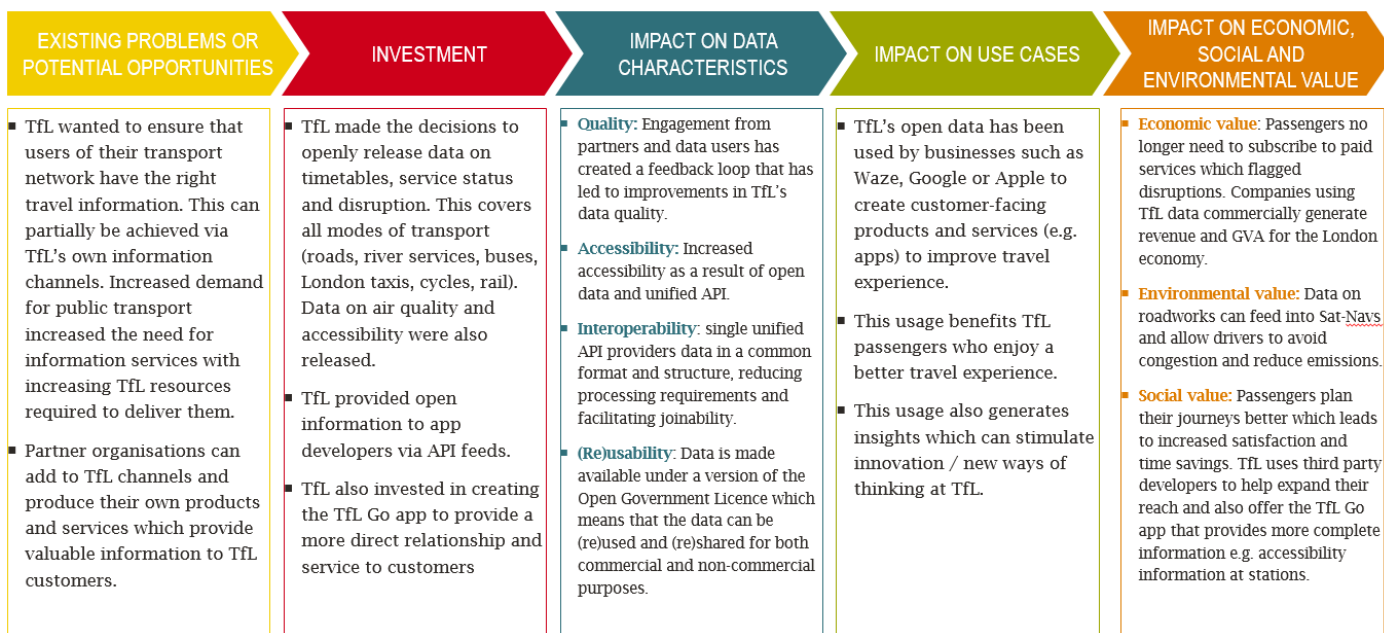 EXISTING PROBLEMS OR
POTENTIAL OPPORTUNITIES
INVESTMENT
IMPACT ON DATA
CHARACTERISTICS
IMPACT ON USE CASES
IMPACT ON ECONOMIC,
SOCIAL AND
ENVIRONMENTAL VALUE
▪ TfL wanted to ensure that
users of their transport
network have the right
travel information. This can
partially be achieved via
TfL's own information
channels. Increased demand
for public transport
increased the need for
information services with
increasing TfL resources
required to deliver them.
▪ Partner organisations can
add to TfL channels and
produce their own products
and services which provide
valuable information to TfL
customers.
▪ TfL made the decisions to
openly release data on
timetables, service status
and disruption. This covers
all modes of transport
(roads, river services, buses,
London taxis, cycles, rail).
Data on air quality and
accessibility were also
released.
▪ TfL provided open
information to app
developers via API feeds.
▪ TfL also invested in creating
the TfL Go app to provide a
more direct relationship and
service to customers
▪ Quality: Engagement from
partners and data users has
created a feedback loop that has
led to improvements in TfL's
data quality.
▪ Accessibility: Increased
accessibility as a result of open
data and unified API.
▪ Interoperability: single unified
API providers data in a common
format and structure, reducing
processing requirements and
facilitating joinability.
▪ (Re)usability: Data is made
available under a version of the
Open Government Licence which
means that the data can be
(re)used and (re)shared for both
commercial and non-commercial
purposes.
▪ TfL's open data has been
used by businesses such as
Waze, Google or Apple to
create customer-facing
products and services (e.g.
apps) to improve travel
experience.
▪ This usage benefits TfL
passengers who enjoy a
better travel experience.
▪ This usage also generates
insights which can stimulate
innovation / new ways of
thinking at TfL.
▪ Economic value: Passengers no
longer need to subscribe to paid
services which flagged
disruptions. Companies using
TfL data commercially generate
revenue and GVA for the London
economy.
▪ Environmental value: Data on
roadworks can feed into Sat-Navs
and allow drivers to avoid
congestion and reduce emissions.
▪ Social value: Passengers plan
their journeys better which leads
to increased satisfaction and
time savings. TfL uses third party
developers to help expand their
reach and also offer the TfL Go
app that provides more complete
information e.g. accessibility
information at stations.